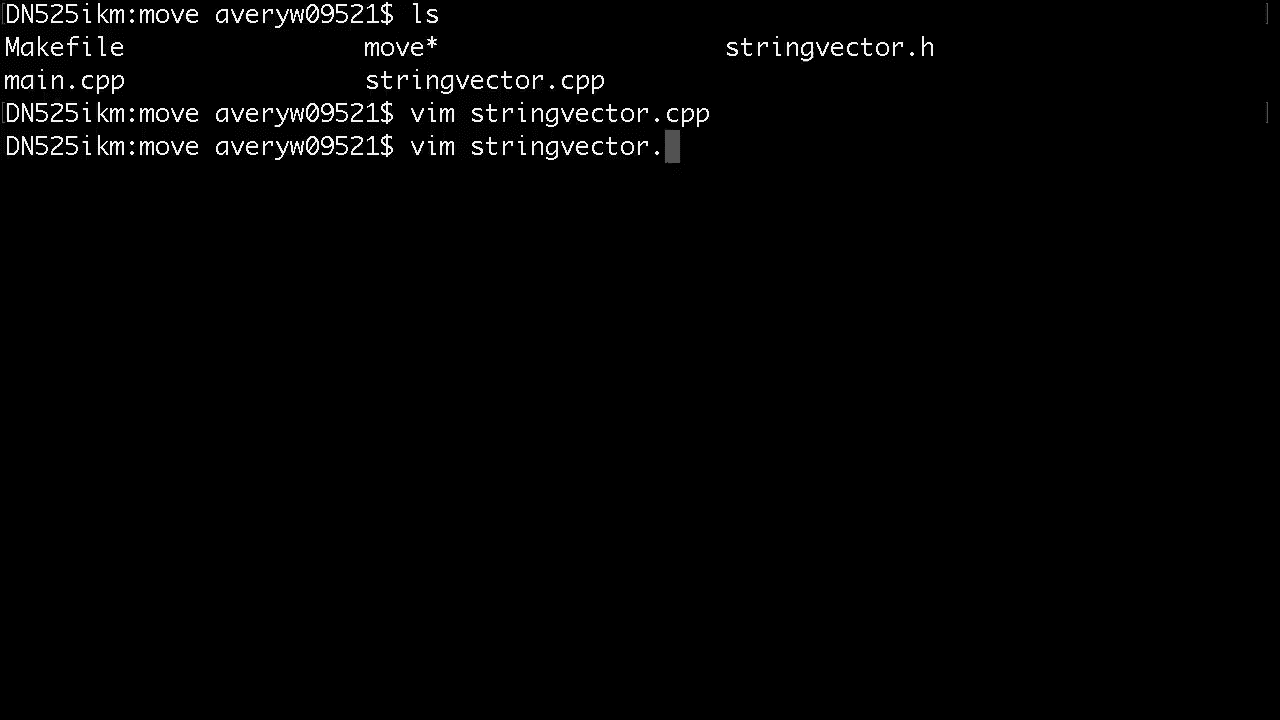 DN525ikm:move averyw09521$ ls
Makefile move* stringvector.h
main.cpp stringvector.cpp
DN525ikm:move averyw09521$ vim stringvector.cpp
DN525ikm:move averyw09521$ vim stringvector.